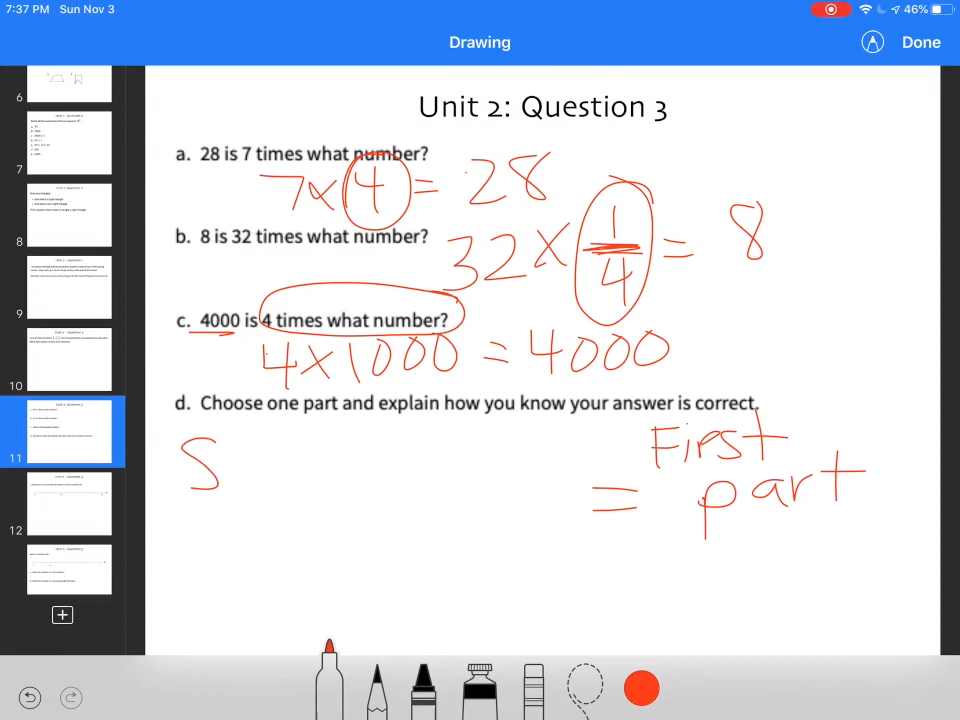 7:37 PM Sun Nov 3
46%
Drawing
Done
6
7
8
9
10
11
12
Unit 2: Question 3
a. 28 is 7 times what number?
7 × 4 = 28
b. 8 is 32 times what number?
32 × 1/4 = 8
c. 4000 is 4 times what number?
4 × 1000 = 4000
d. Choose one part and explain how you know your answer is correct.
S
First
= part